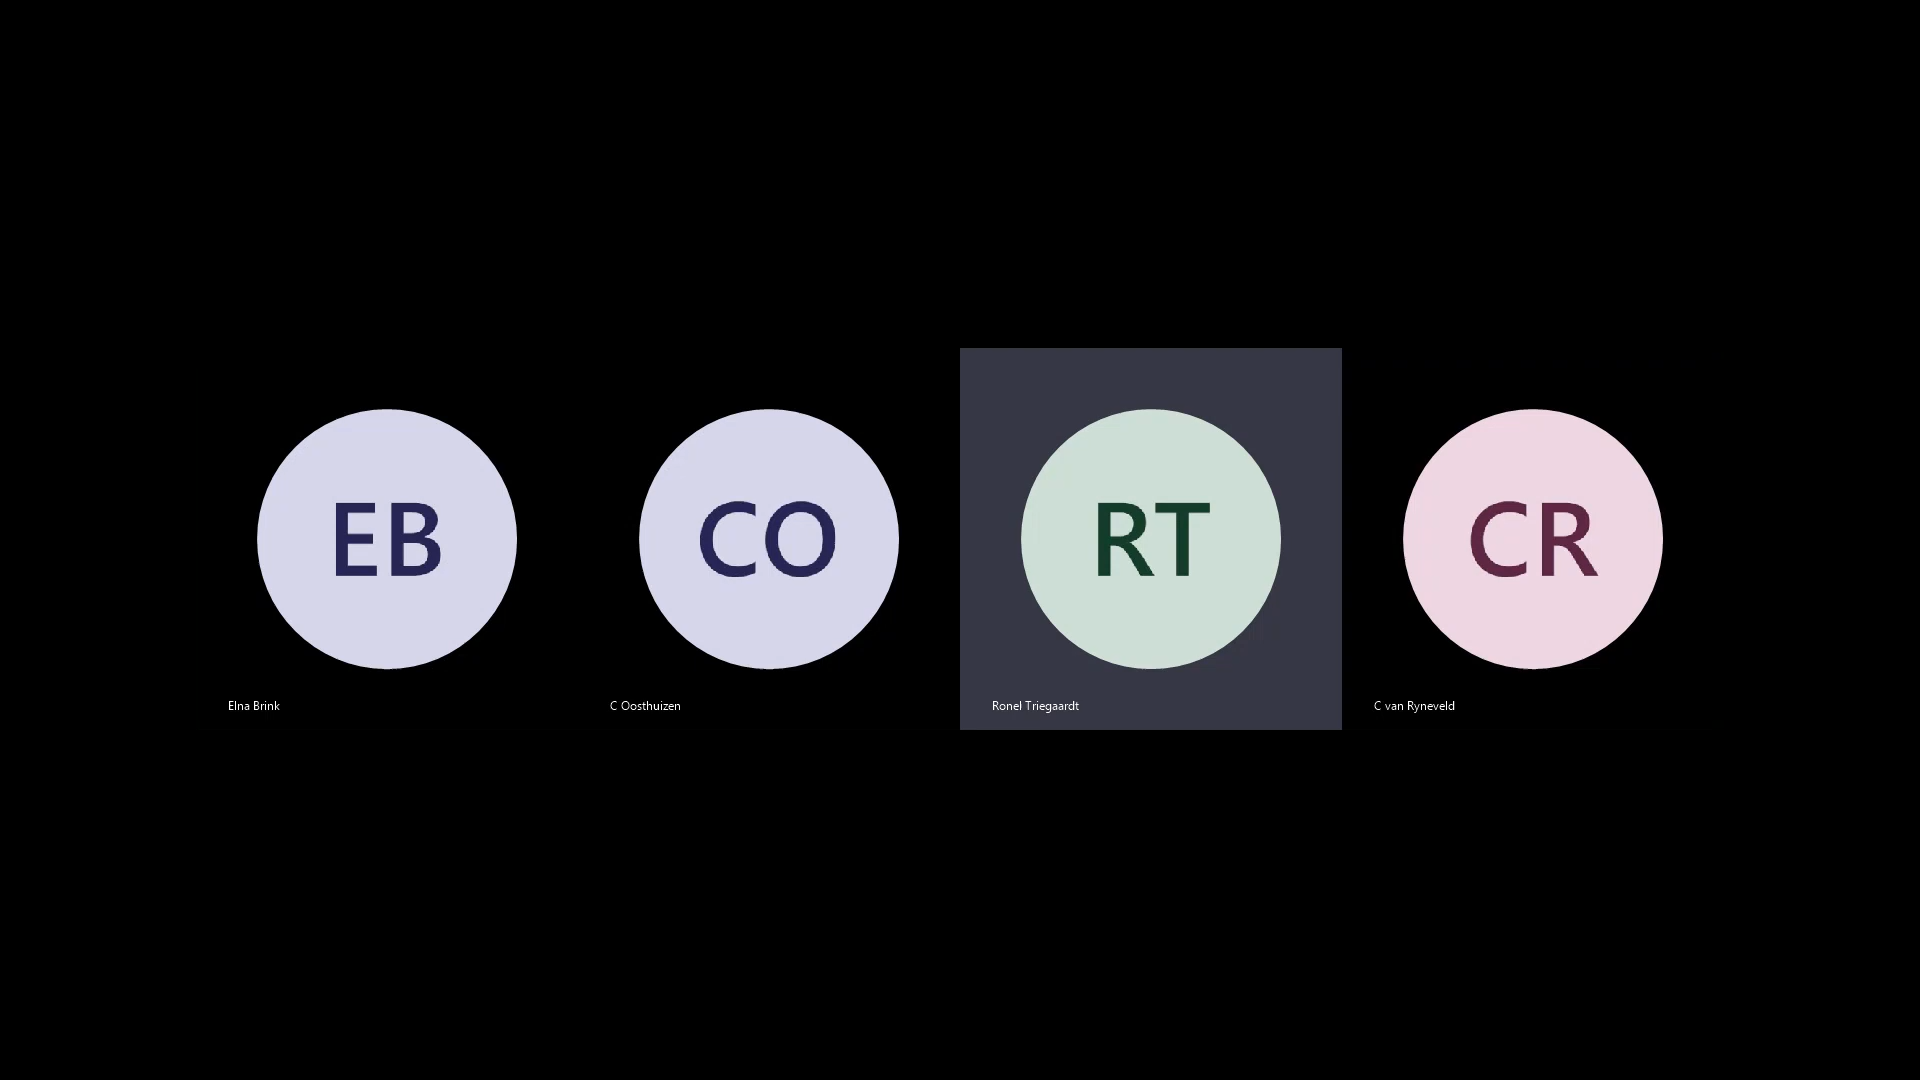 EB
CO
RT
CR
Elna Brink
C Oosthuizen
Ronel Triegaardt
C van Ryneveld